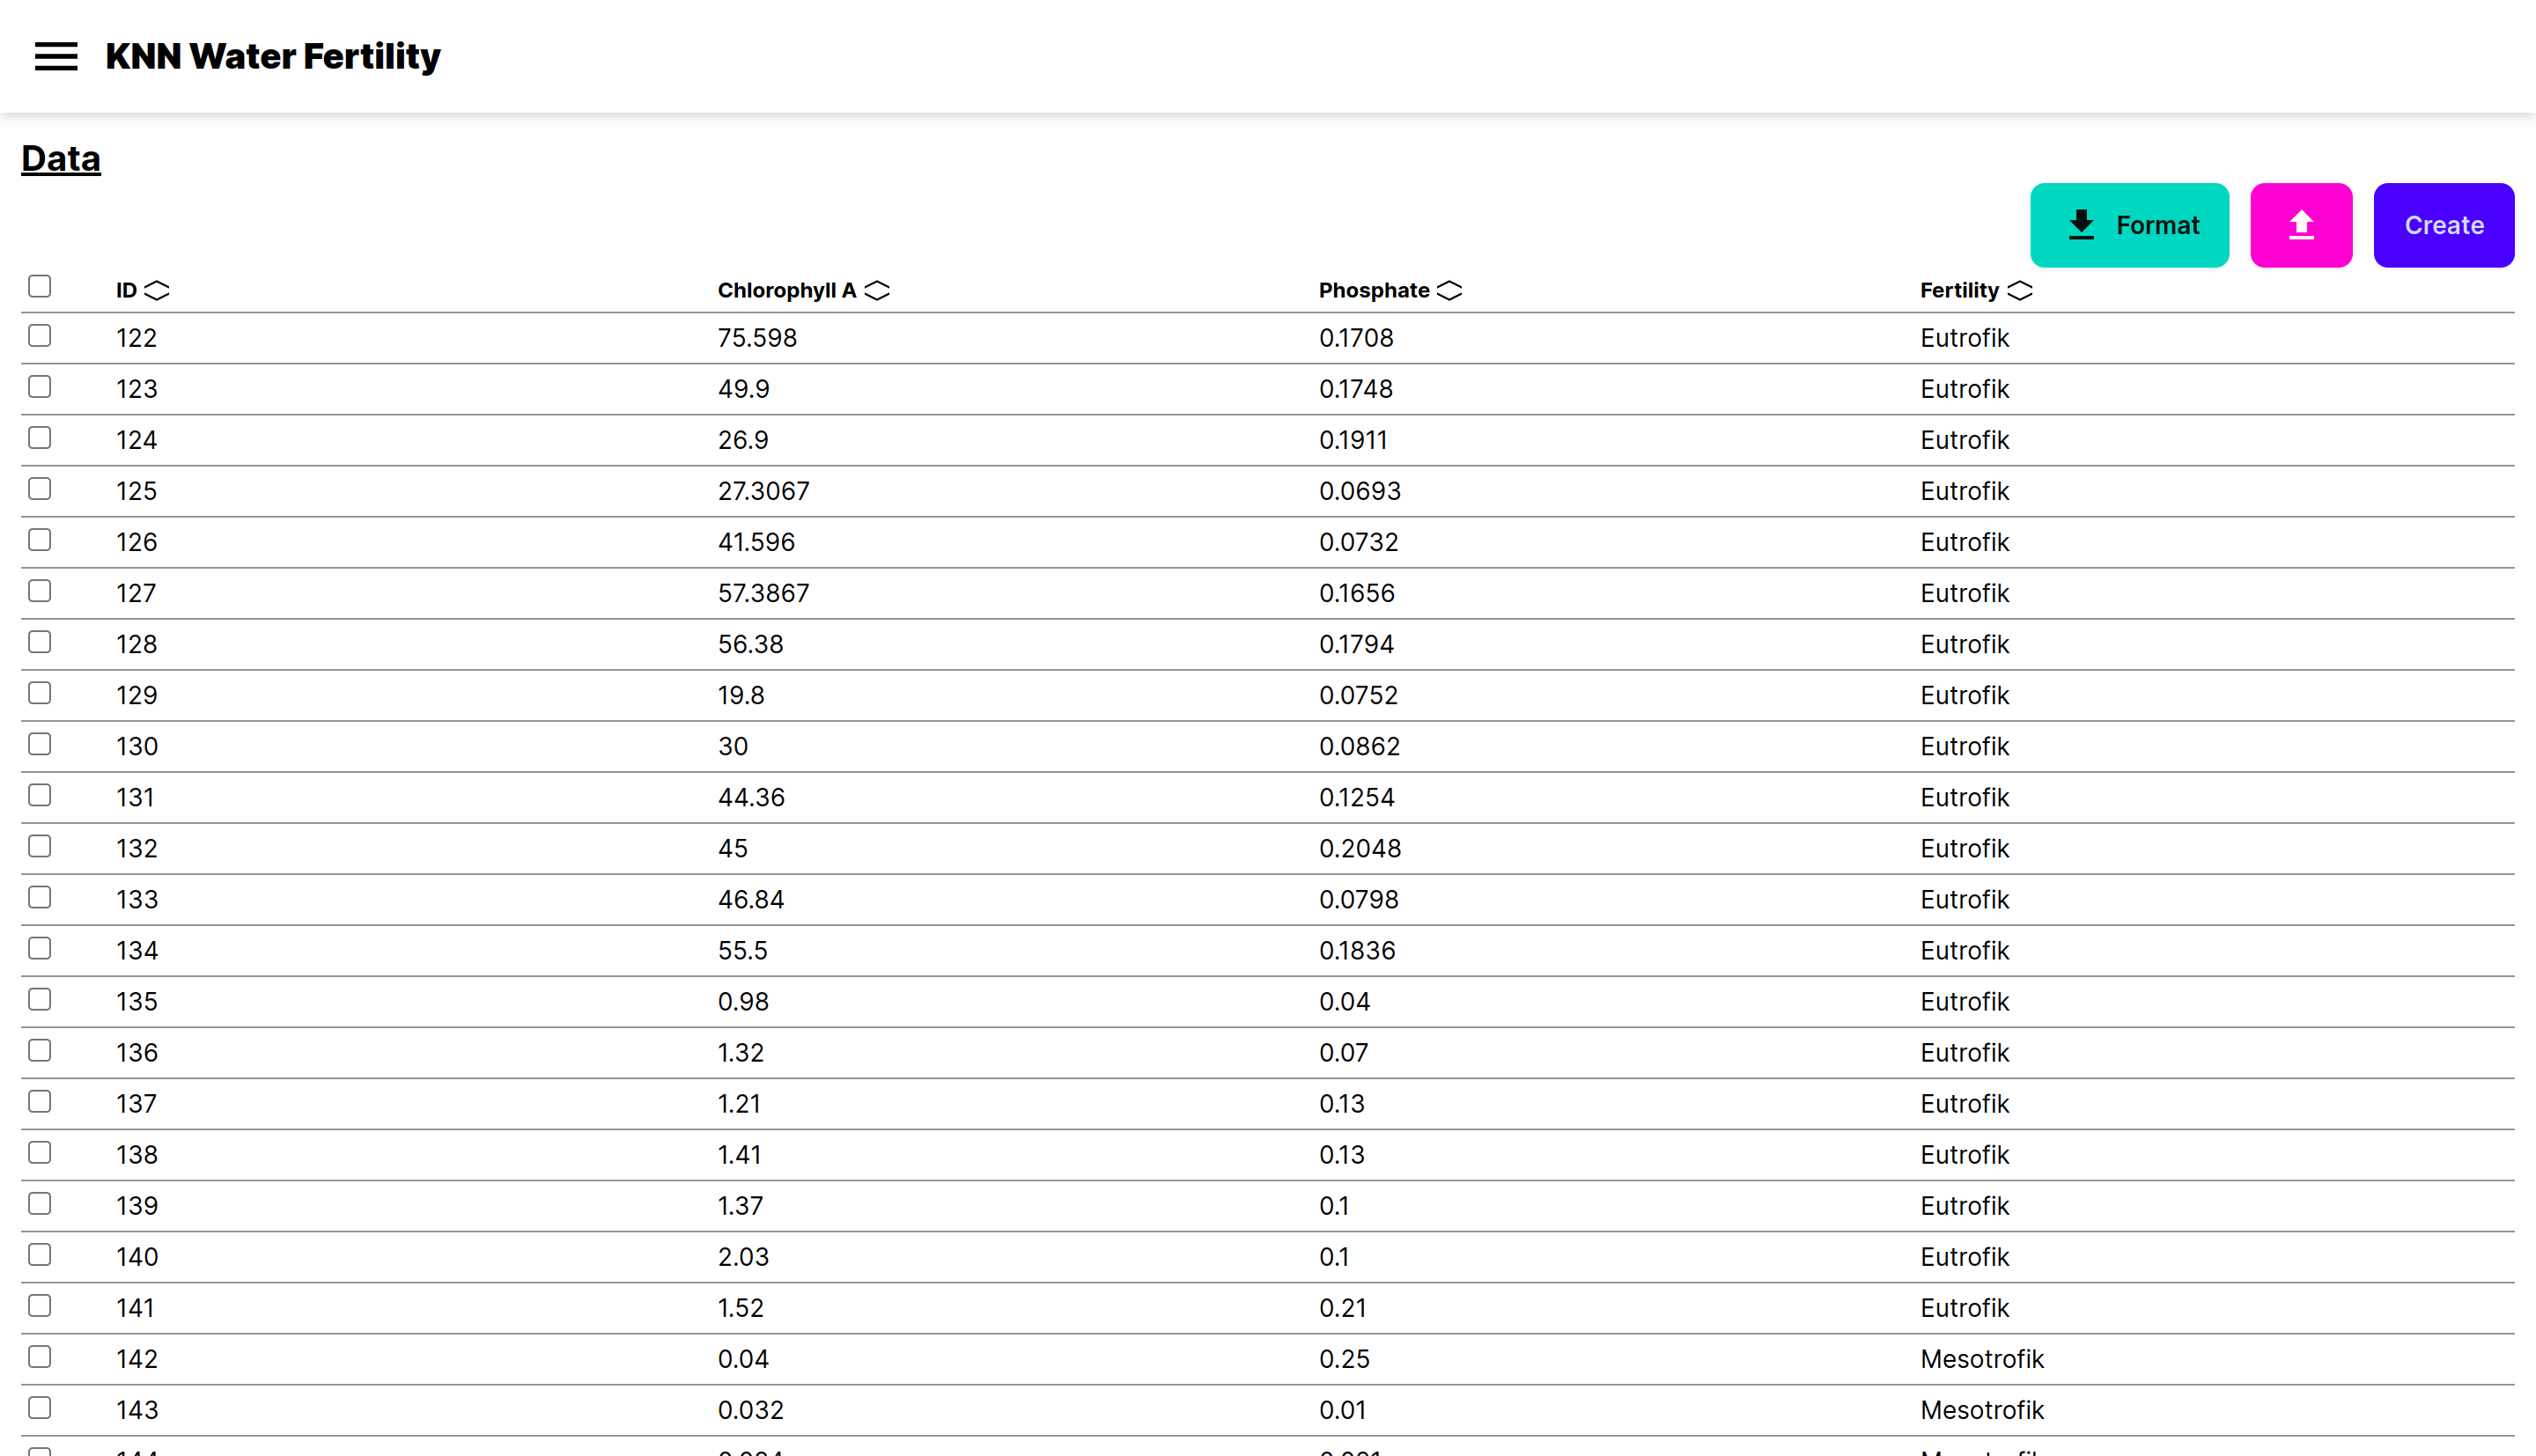 KNN Water Fertility
Data
Format
Create
ID Chlorophyll A Phosphate Fertility
122 75.598 0.1708 Eutrofik
123 49.9 0.1748 Eutrofik
124 26.9 0.1911 Eutrofik
125 27.3067 0.0693 Eutrofik
126 41.596 0.0732 Eutrofik
127 57.3867 0.1656 Eutrofik
128 56.38 0.1794 Eutrofik
129 19.8 0.0752 Eutrofik
130 30 0.0862 Eutrofik
131 44.36 0.1254 Eutrofik
132 45 0.2048 Eutrofik
133 46.84 0.0798 Eutrofik
134 55.5 0.1836 Eutrofik
135 0.98 0.04 Eutrofik
136 1.32 0.07 Eutrofik
137 1.21 0.13 Eutrofik
138 1.41 0.13 Eutrofik
139 1.37 0.1 Eutrofik
140 2.03 0.1 Eutrofik
141 1.52 0.21 Eutrofik
142 0.04 0.25 Mesotrofik
143 0.032 0.01 Mesotrofik